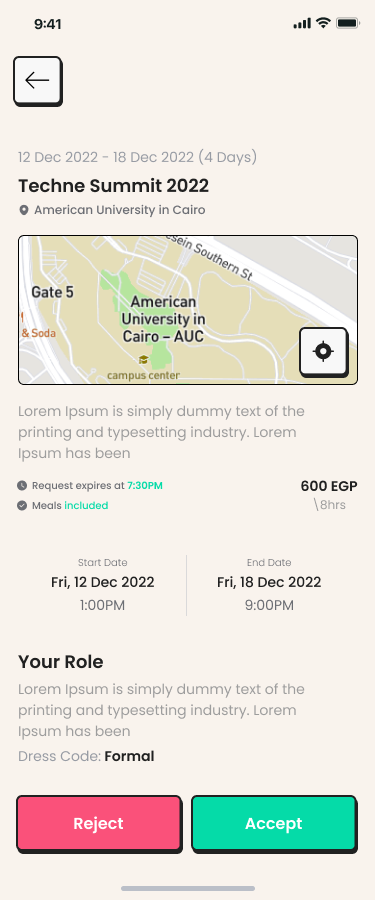 9:41
12 Dec 2022 - 18 Dec 2022 (4 Days)
Techne Summit 2022
American University in Cairo
sein Southern St
Gate 5
American
University in
Cairo – AUC
& Soda
campus center
Lorem Ipsum is simply dummy text of the
printing and typesetting industry. Lorem
Ipsum has been
Request expires at 7:30PM
600 EGP
Meals included
\8hrs
Start Date
End Date
Fri, 12 Dec 2022
Fri, 18 Dec 2022
1:00PM
9:00PM
Your Role
Lorem Ipsum is simply dummy text of the
printing and typesetting industry. Lorem
Ipsum has been
Dress Code: Formal
Reject
Accept